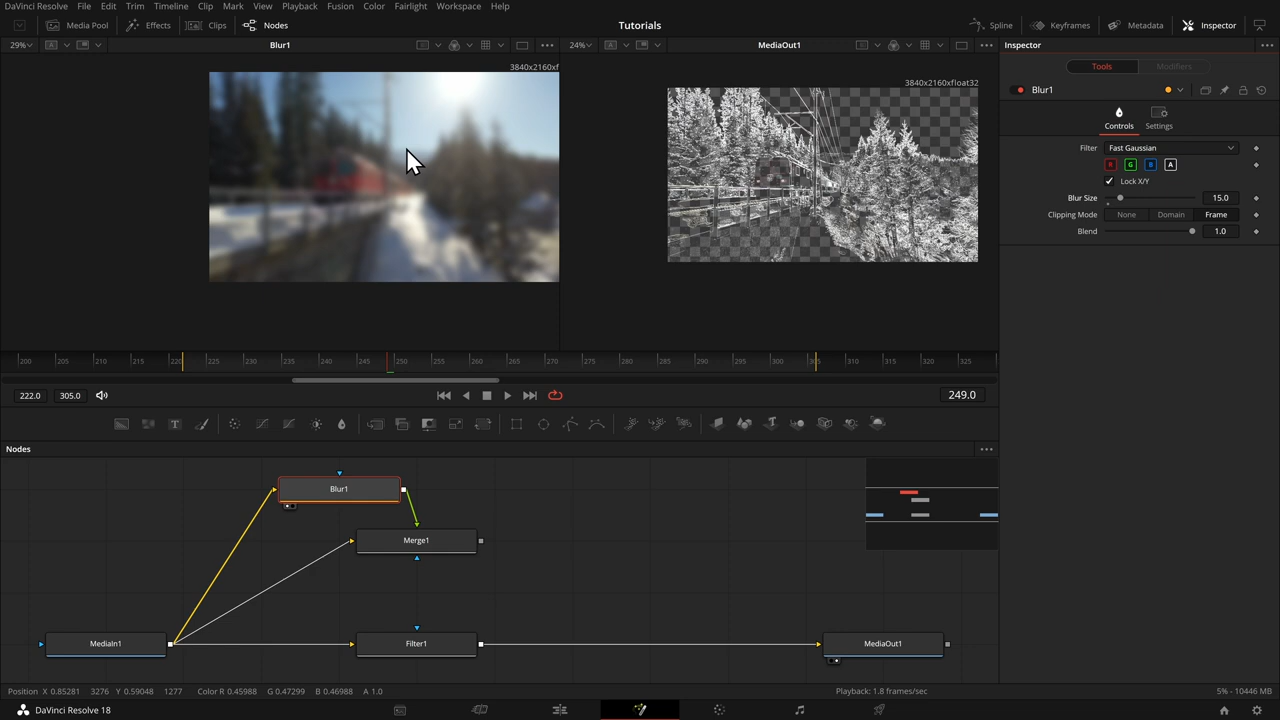 DaVinci Resolve File Edit Trim Timeline Clip Mark View Playback Fusion Color Fairlight Workspace Help
Media Pool Effects Clips Nodes Tutorials Spline Keyframes Metadata Inspector
29% Blur1 24% MediaOut1 Inspector
3840x2160xf
3840x2160xfloat32
Tools Modifiers
Blur1
Controls Settings
Filter Fast Gaussian
R G B A
Lock X/Y
Blur Size 15.0
Clipping Mode None Domain Frame
Blend 1.0
200 205 210 215 220 225 230 235 240 245 250 255 260 265 270 275 280 285 290 295 300 305 310 315 320 325
222.0 305.0 249.0
Nodes
Blur1
Merge1
MediaIn1 Filter1 MediaOut1
Position X 0.85281 3276 Y 0.59048 1277 Color R 0.45988 G 0.47299 B 0.46988 A 1.0 Playback: 1.8 frames/sec 5% - 10446 MB
DaVinci Resolve 18